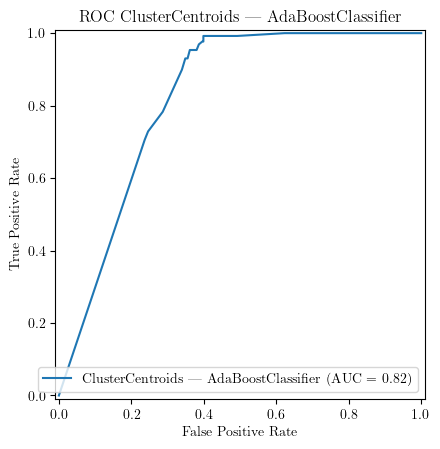 ROC ClusterCentroids — AdaBoostClassifier
1.0
0.8
0.6
0.4
0.2
0.0
True Positive Rate
ClusterCentroids — AdaBoostClassifier (AUC = 0.82)
0.0 0.2 0.4 0.6 0.8 1.0
False Positive Rate